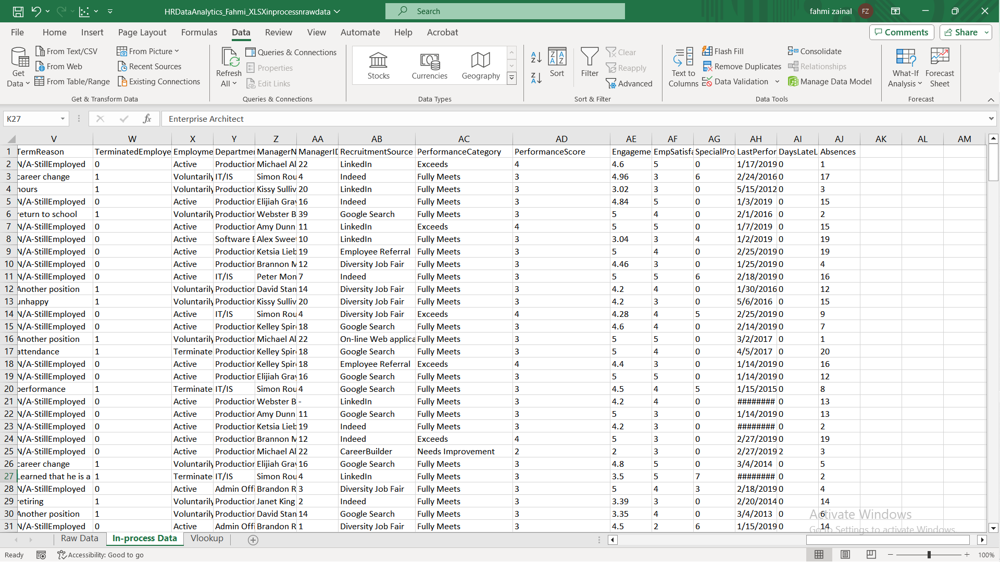 HRDataAnalytics_Fahmi_XLSXinprocessnrawdata
Search
fahmi zainal FZ
File Home Insert Page Layout Formulas Data Review View Automate Help Acrobat Comments Share
Get Data
From Text/CSV
From Web
From Table/Range
From Picture
Recent Sources
Existing Connections
Get & Transform Data
Refresh All
Queries & Connections
Properties
Edit Links
Queries & Connections
Stocks Currencies Geography
Data Types
Sort
Filter
Clear
Reapply
Advanced
Sort & Filter
Text to Columns
Flash Fill
Remove Duplicates
Data Validation
Consolidate
Relationships
Manage Data Model
Data Tools
What-If Analysis
Forecast Sheet
Forecast
K27 fx Enterprise Architect
V W X Y Z AA AB AC AD AE AF AG AH AI AJ AK AL AM
1 TermReason TerminatedEmploye Employme Departmen ManagerN ManagerID RecruitmentSource PerformanceCategory PerformanceScore Engageme EmpSatisfa SpecialPro LastPerfor DaysLateL Absences
2 N/A-StillEmployed 0 Active Production Michael Al 22 LinkedIn Exceeds 4 4.6 5 0 1/17/2019 0 1
3 career change 1 Voluntarily IT/IS Simon Rou 4 Indeed Fully Meets 3 4.96 3 6 2/24/2016 0 17
4 hours 1 Voluntarily Production Kissy Sulliv 20 LinkedIn Fully Meets 3 3.02 3 0 5/15/2012 0 3
5 N/A-StillEmployed 0 Active Production Elijiah Gray 16 Indeed Fully Meets 3 4.84 5 0 1/3/2019 0 15
6 return to school 1 Voluntarily Production Webster B 39 Google Search Fully Meets 3 5 4 0 2/1/2016 0 2
7 N/A-StillEmployed 0 Active Production Amy Dunn 11 LinkedIn Exceeds 4 5 5 0 1/7/2019 0 15
8 N/A-StillEmployed 0 Active Software E Alex Sweet 10 LinkedIn Fully Meets 3 3.04 3 4 1/2/2019 0 19
9 N/A-StillEmployed 0 Active Production Ketsia Lieb 19 Employee Referral Fully Meets 3 5 4 0 2/25/2019 0 19
10 N/A-StillEmployed 0 Active Production Brannon M 12 Diversity Job Fair Fully Meets 3 4.46 3 0 1/25/2019 0 4
11 N/A-StillEmployed 0 Active IT/IS Peter Mon 7 Indeed Fully Meets 3 5 5 6 2/18/2019 0 16
12 Another position 1 Voluntarily Production David Stan 14 Diversity Job Fair Fully Meets 3 4.2 4 0 1/30/2016 0 12
13 unhappy 1 Voluntarily Production Kissy Sulliv 20 Diversity Job Fair Fully Meets 3 4.2 3 0 5/6/2016 0 15
14 N/A-StillEmployed 0 Active IT/IS Simon Rou 4 Diversity Job Fair Exceeds 4 4.28 4 5 2/25/2019 0 9
15 N/A-StillEmployed 0 Active Production Kelley Spir 18 Google Search Fully Meets 3 4.6 4 0 2/14/2019 0 7
16 Another position 1 Voluntarily Production Michael Al 22 On-line Web applica Fully Meets 3 5 5 0 3/2/2017 0 1
17 attendance 1 Terminate Production Kelley Spir 18 Google Search Fully Meets 3 5 4 0 4/5/2017 0 20
18 N/A-StillEmployed 0 Active Production Kelley Spir 18 Employee Referral Exceeds 4 4.4 3 0 1/14/2019 0 16
19 N/A-StillEmployed 0 Active Production Elijiah Gray 16 Google Search Fully Meets 3 5 5 0 1/14/2019 0 12
20 performance 1 Terminate IT/IS Simon Rou 4 Google Search Fully Meets 3 4.5 4 5 1/15/2015 0 8
21 N/A-StillEmployed 0 Active Production Webster B - LinkedIn Fully Meets 3 4.2 4 0 ######## 0 13
22 N/A-StillEmployed 0 Active Production Amy Dunn 11 Google Search Fully Meets 3 5 3 0 1/14/2019 0 13
23 N/A-StillEmployed 0 Active Production Ketsia Lieb 19 Indeed Fully Meets 3 4.2 3 0 ######## 0 2
24 N/A-StillEmployed 0 Active Production Brannon M 12 Indeed Exceeds 4 5 3 0 2/27/2019 0 19
25 N/A-StillEmployed 0 Active Production Michael Al 22 CareerBuilder Needs Improvement 2 2 3 0 2/27/2019 2 3
26 career change 1 Voluntarily Production Elijiah Gray 16 Google Search Fully Meets 3 4.8 5 0 3/4/2014 0 5
27 Learned that he is a 1 Terminate IT/IS Simon Rou 4 LinkedIn Fully Meets 3 3.5 5 7 ######## 0 2
28 N/A-StillEmployed 0 Active Admin Offi Brandon R 3 Diversity Job Fair Fully Meets 3 5 4 3 2/18/2019 0 4
29 retiring 1 Voluntarily Production Janet King 2 Indeed Fully Meets 3 3.39 3 0 2/20/2014 0 14
30 Another position 1 Voluntarily Production David Stan 14 Google Search Fully Meets 3 3.35 4 0 3/4/2013 0 6
31 N/A-StillEmployed 0 Active Admin Offi Brandon R 1 Diversity Job Fair Fully Meets 3 4.5 2 6 1/15/2019 0 14
Activate Windows
Go to Settings to activate Windows.
Raw Data In-process Data Vlookup
Ready Accessibility: Good to go 100%